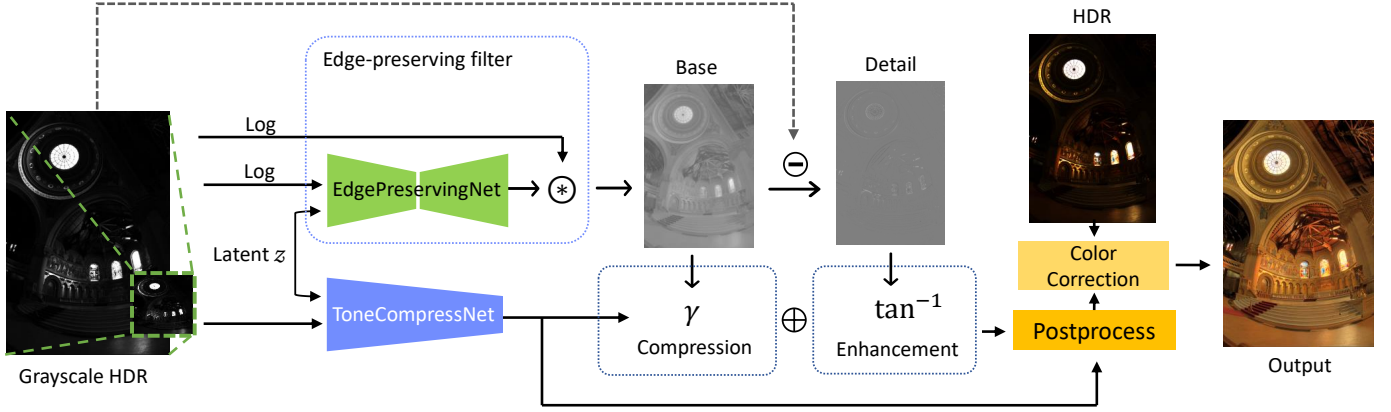 HDR
Edge-preserving filter
Base
Detail
Log
Log
EdgePreservingNet
Latent z
ToneCompressNet
γ
Compression
tan⁻¹
Enhancement
Color
Correction
Postprocess
Grayscale HDR
Output